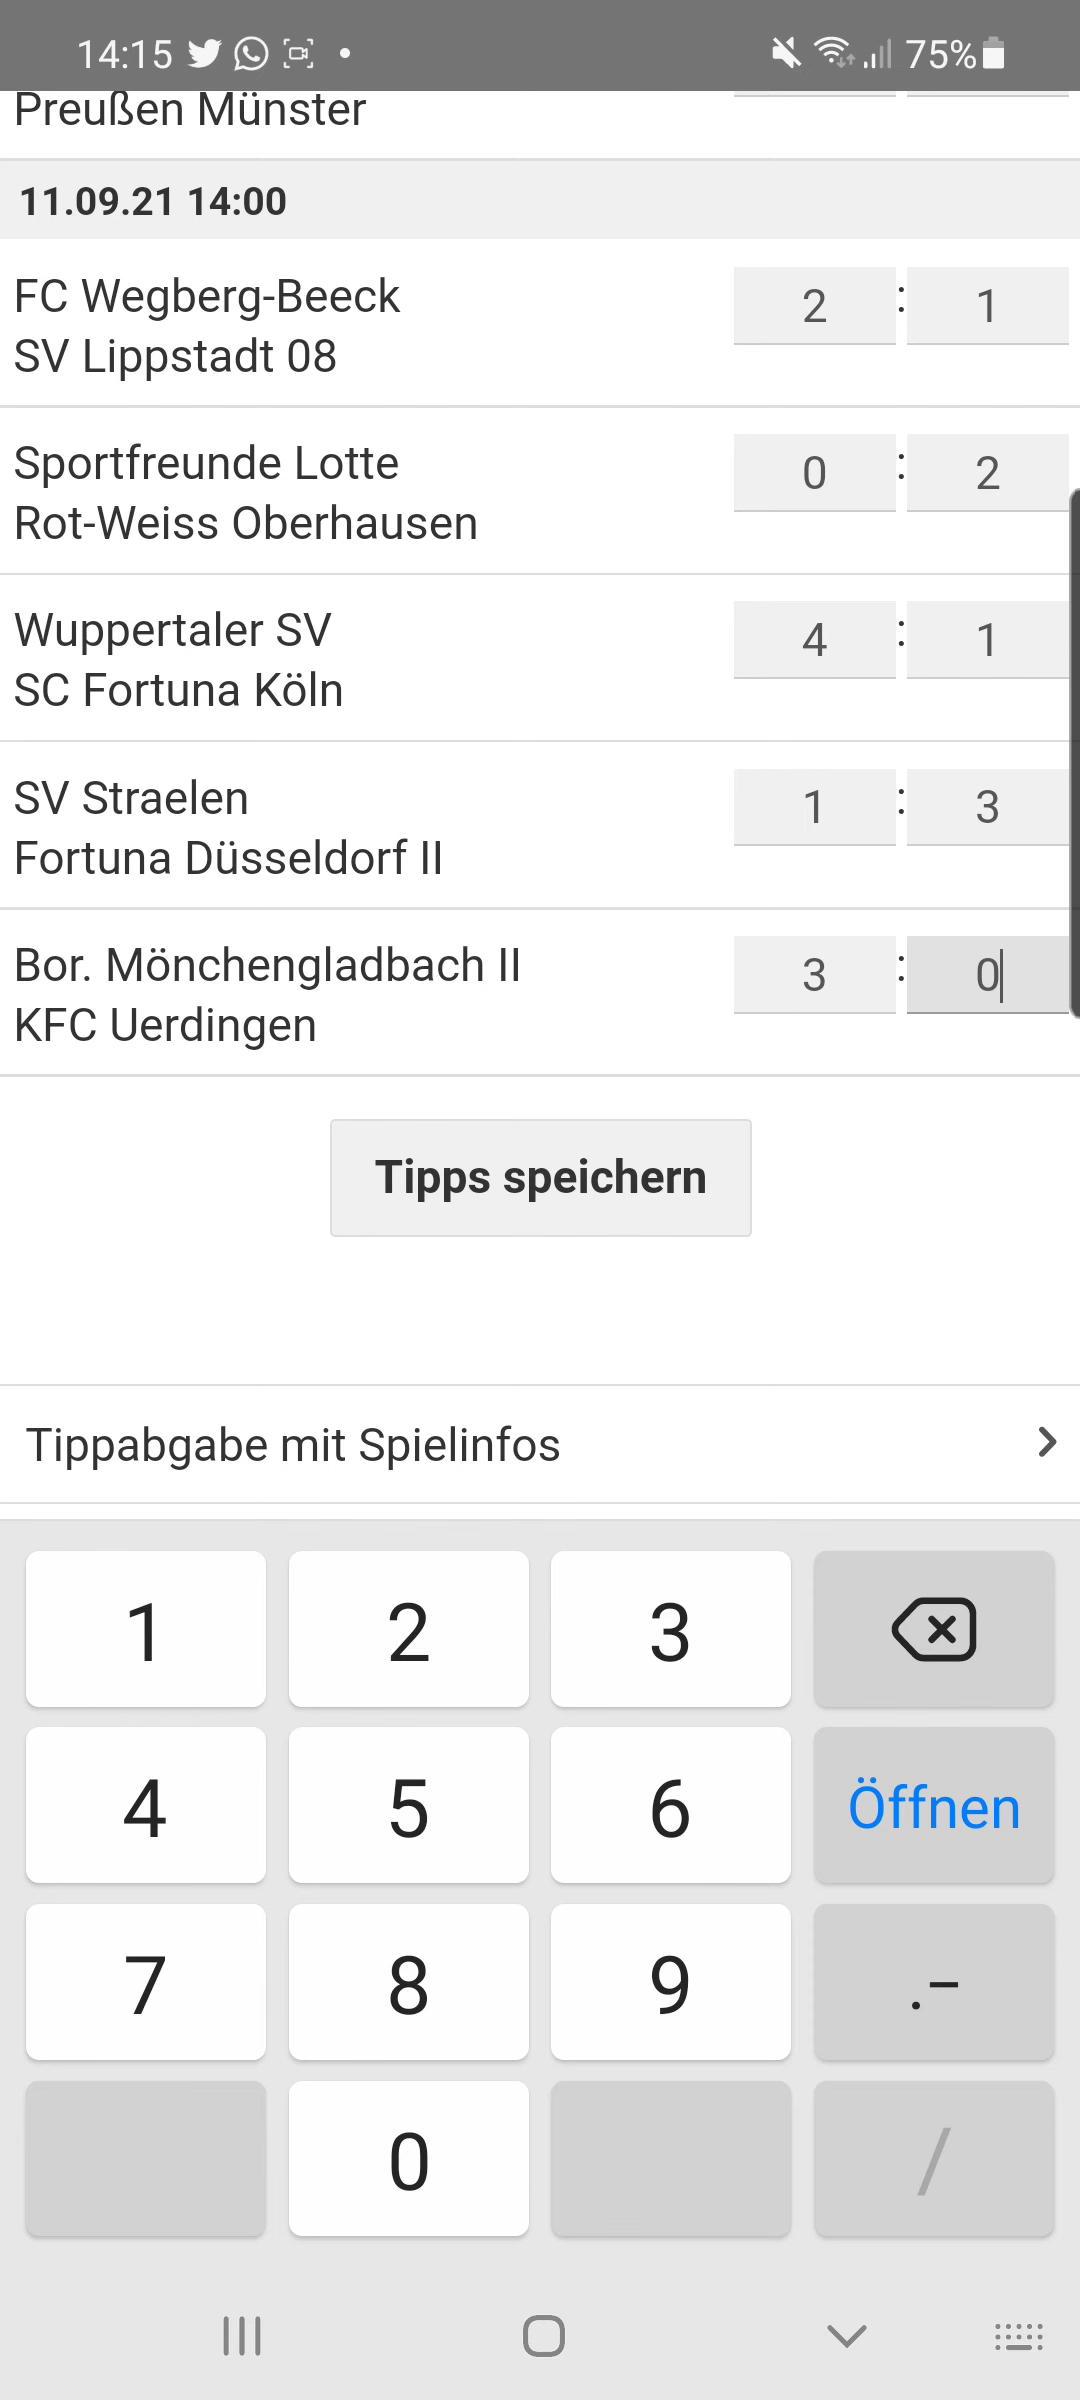 14:15 75%
Preußen Münster
11.09.21 14:00
FC Wegberg-Beeck 2 : 1
SV Lippstadt 08
Sportfreunde Lotte 0 : 2
Rot-Weiss Oberhausen
Wuppertaler SV 4 : 1
SC Fortuna Köln
SV Straelen 1 : 3
Fortuna Düsseldorf II
Bor. Mönchengladbach II 3 : 0
KFC Uerdingen
Tipps speichern
Tippabgabe mit Spielinfos
1 2 3
4 5 6 Öffnen
7 8 9 .-
0 /